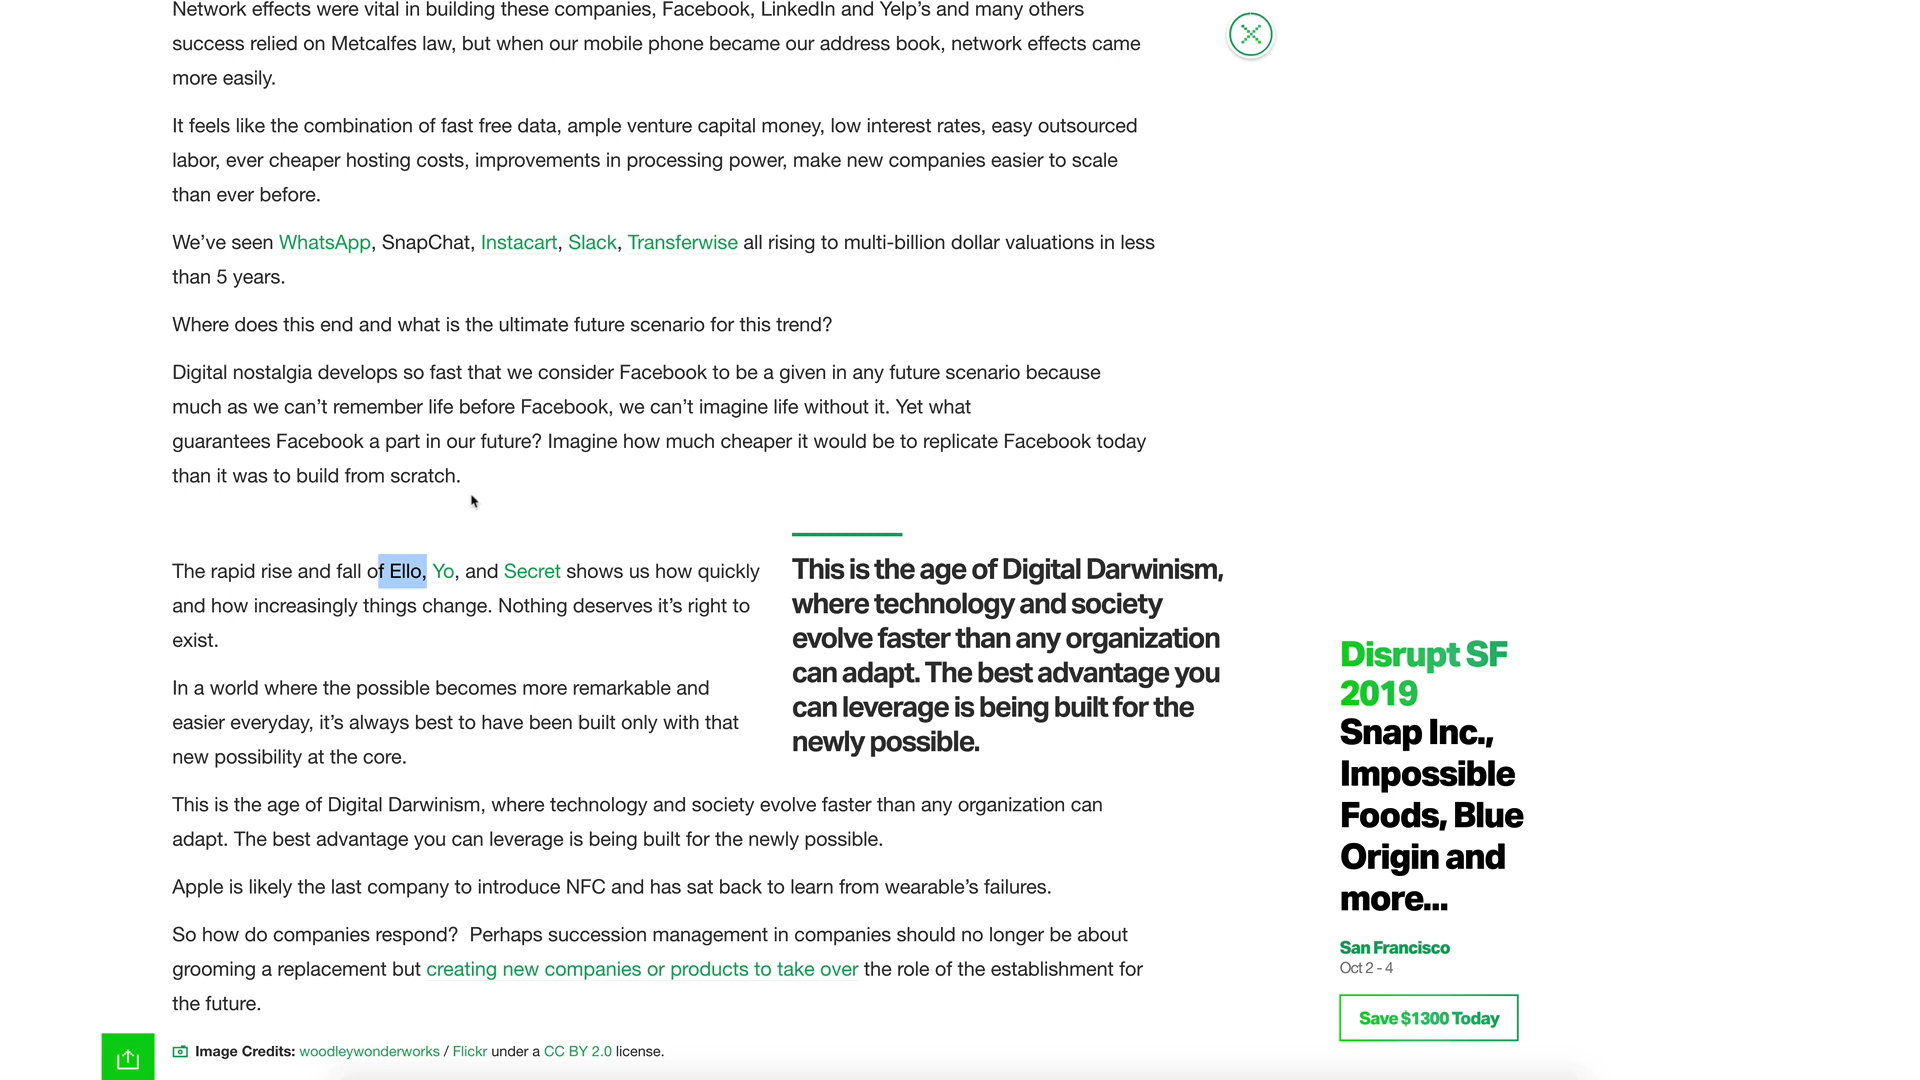 Network effects were vital in building these companies, Facebook, LinkedIn and Yelp’s and many others
success relied on Metcalfes law, but when our mobile phone became our address book, network effects came
more easily.
It feels like the combination of fast free data, ample venture capital money, low interest rates, easy outsourced
labor, ever cheaper hosting costs, improvements in processing power, make new companies easier to scale
than ever before.
We’ve seen WhatsApp, SnapChat, Instacart, Slack, Transferwise all rising to multi-billion dollar valuations in less
than 5 years.
Where does this end and what is the ultimate future scenario for this trend?
Digital nostalgia develops so fast that we consider Facebook to be a given in any future scenario because
much as we can’t remember life before Facebook, we can’t imagine life without it. Yet what
guarantees Facebook a part in our future? Imagine how much cheaper it would be to replicate Facebook today
than it was to build from scratch.
The rapid rise and fall of Ello, Yo, and Secret shows us how quickly
and how increasingly things change. Nothing deserves it’s right to
exist.
In a world where the possible becomes more remarkable and
easier everyday, it’s always best to have been built only with that
new possibility at the core.
This is the age of Digital Darwinism,
where technology and society
evolve faster than any organization
can adapt. The best advantage you
can leverage is being built for the
newly possible.
This is the age of Digital Darwinism, where technology and society evolve faster than any organization can
adapt. The best advantage you can leverage is being built for the newly possible.
Apple is likely the last company to introduce NFC and has sat back to learn from wearable’s failures.
So how do companies respond?  Perhaps succession management in companies should no longer be about
grooming a replacement but creating new companies or products to take over the role of the establishment for
the future.
Image Credits: woodleywonderworks / Flickr under a CC BY 2.0 license.
Disrupt SF
2019
Snap Inc.,
Impossible
Foods, Blue
Origin and
more...
San Francisco
Oct 2 - 4
Save $1300 Today